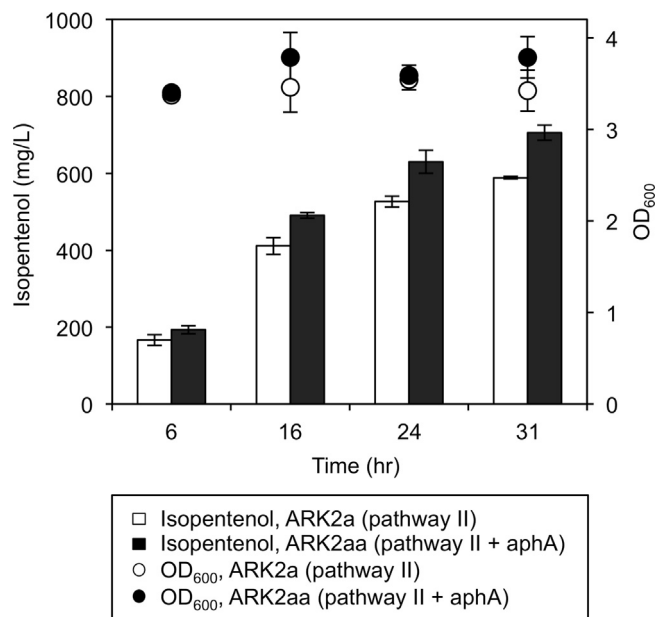 1000
800
600
400
200
0
Isopentenol (mg/L)
4
3
2
1
0
OD600
6 16 24 31
Time (hr)
Isopentenol, ARK2a (pathway II)
Isopentenol, ARK2aa (pathway II + aphA)
OD600, ARK2a (pathway II)
OD600, ARK2aa (pathway II + aphA)